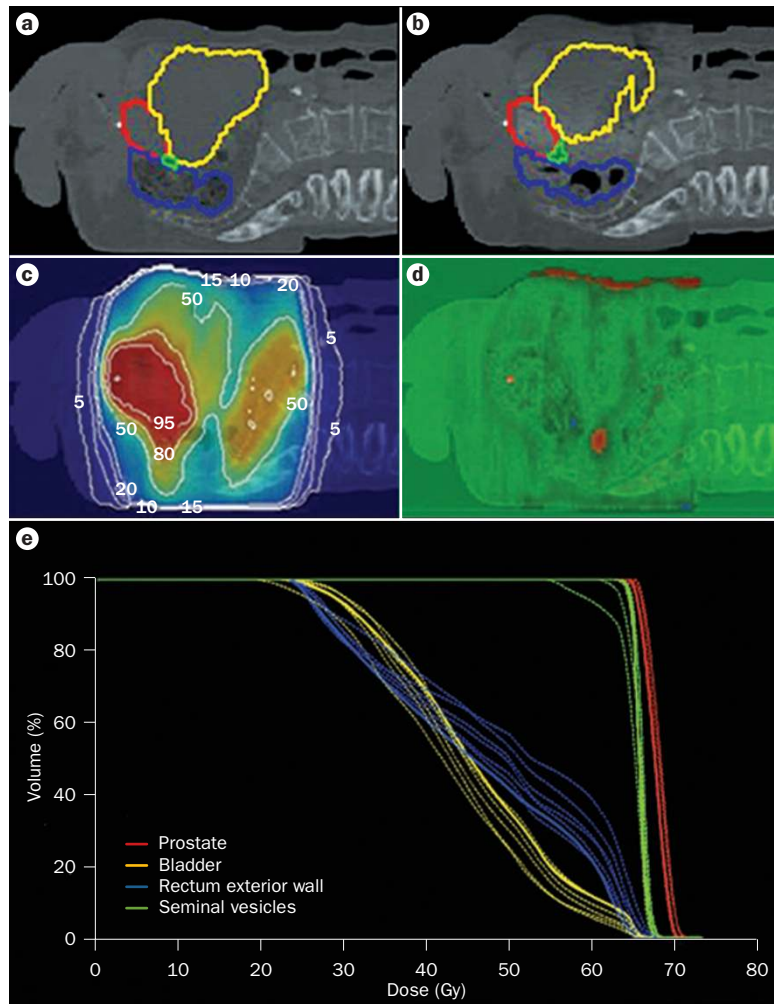 a
b
c
15 10 20
50
5
5
50
95
50
5
80
20
10 15
d
e
100
80
60
40
20
0
Volume (%)
Prostate
Bladder
Rectum exterior wall
Seminal vesicles
0 10 20 30 40 50 60 70 80
Dose (Gy)